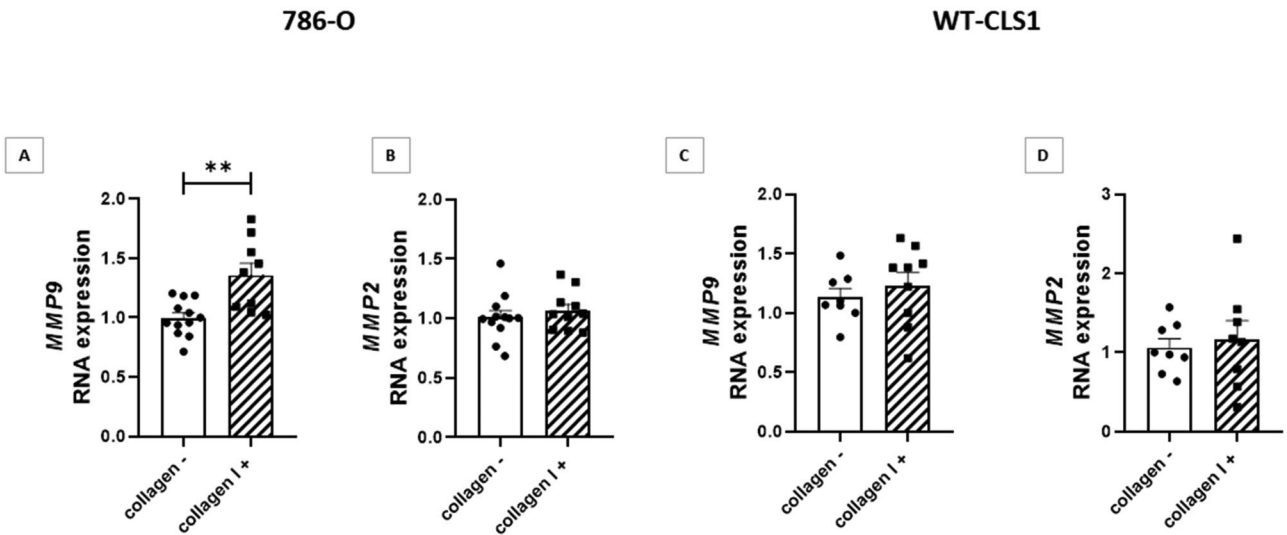 786-O
WT-CLS1
A
**
MMP9
RNA expression
2.0
1.5
1.0
0.5
0.0
collagen -
collagen I +
B
MMP2
RNA expression
2.0
1.5
1.0
0.5
0.0
collagen -
collagen I +
C
MMP9
RNA expression
2.0
1.5
1.0
0.5
0.0
collagen -
collagen I +
D
MMP2
RNA expression
3
2
1
0
collagen -
collagen I +